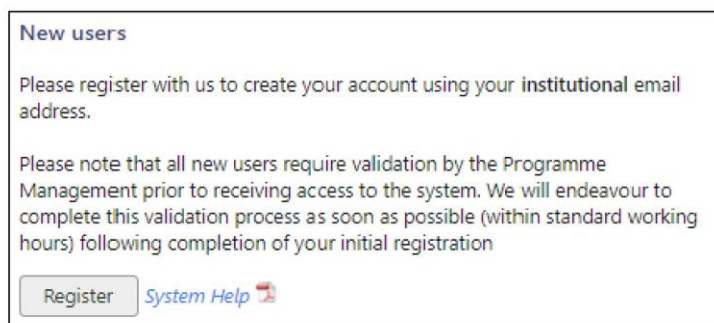 New users
Please register with us to create your account using your institutional email
address.
Please note that all new users require validation by the Programme
Management prior to receiving access to the system. We will endeavour to
complete this validation process as soon as possible (within standard working
hours) following completion of your initial registration
Register System Help